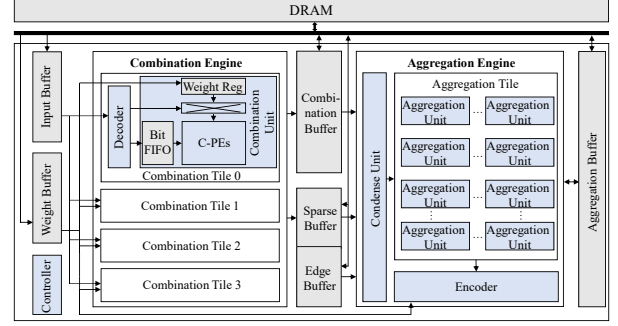 DRAM
Input Buffer
Weight Buffer
Controller
Combination Engine
Decoder
Weight Reg
Bit
FIFO
C-PEs
Combination
Unit
Combination Tile 0
Combination Tile 1
Combination Tile 2
Combination Tile 3
Combi-
nation
Buffer
Sparse
Buffer
Edge
Buffer
Aggregation Engine
Condense Unit
Aggregation Tile
Aggregation
Unit
...
Aggregation
Unit
Aggregation
Unit
...
Aggregation
Unit
Aggregation
Unit
...
Aggregation
Unit
Aggregation
Unit
...
Aggregation
Unit
Encoder
Aggregation Buffer